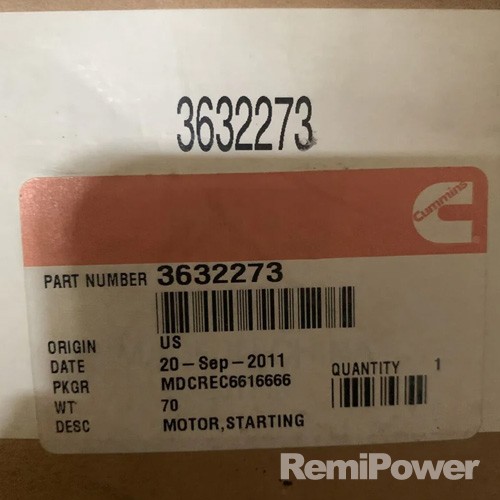 3632273
Cummins
PART NUMBER 3632273
ORIGIN US
DATE 20-Sep-2011
QUANTITY 1
PKGR MDCREC6616666
WT 70
DESC MOTOR,STARTING
RemiPower